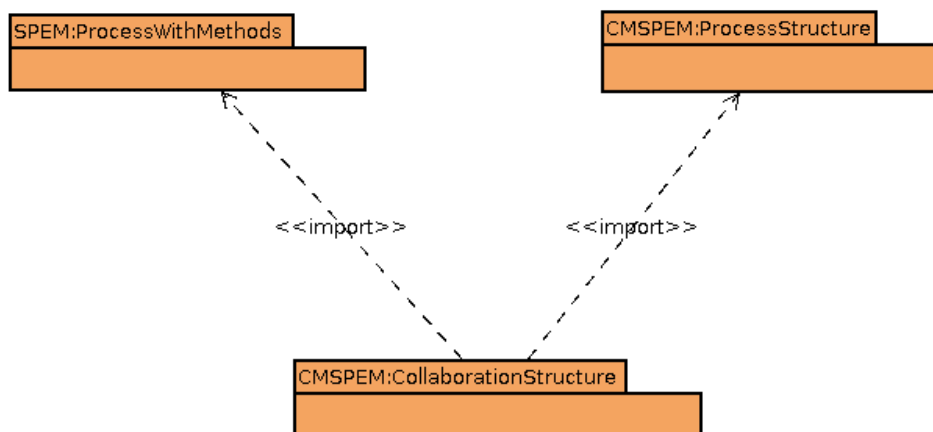 SPEM:ProcessWithMethods
CMSPEM:ProcessStructure
<<import>>
<<import>>
CMSPEM:CollaborationStructure